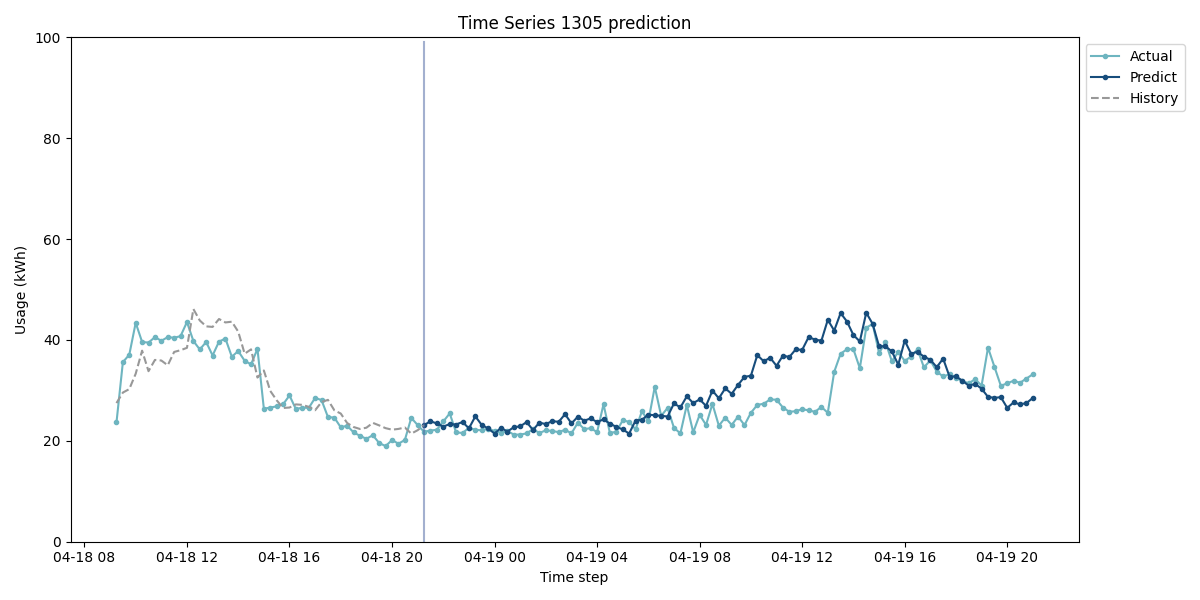 Time Series 1305 prediction
100
80
60
40
20
0
Usage (kWh)
04-18 08 04-18 12 04-18 16 04-18 20 04-19 00 04-19 04 04-19 08 04-19 12 04-19 16 04-19 20
Time step
Actual
Predict
History